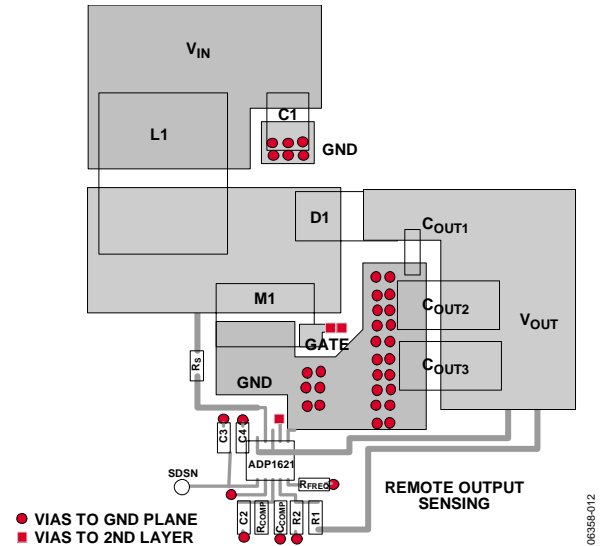 VIN
L1
C1
GND
D1
COUT1
COUT2
COUT3
VOUT
M1
GATE
RS
GND
C3
C4
ADP1621
SDSN
RFREQ
C2
RCOMP
CCOMP
R2
R1
REMOTE OUTPUT
SENSING
VIAS TO GND PLANE
VIAS TO 2ND LAYER
06358-012